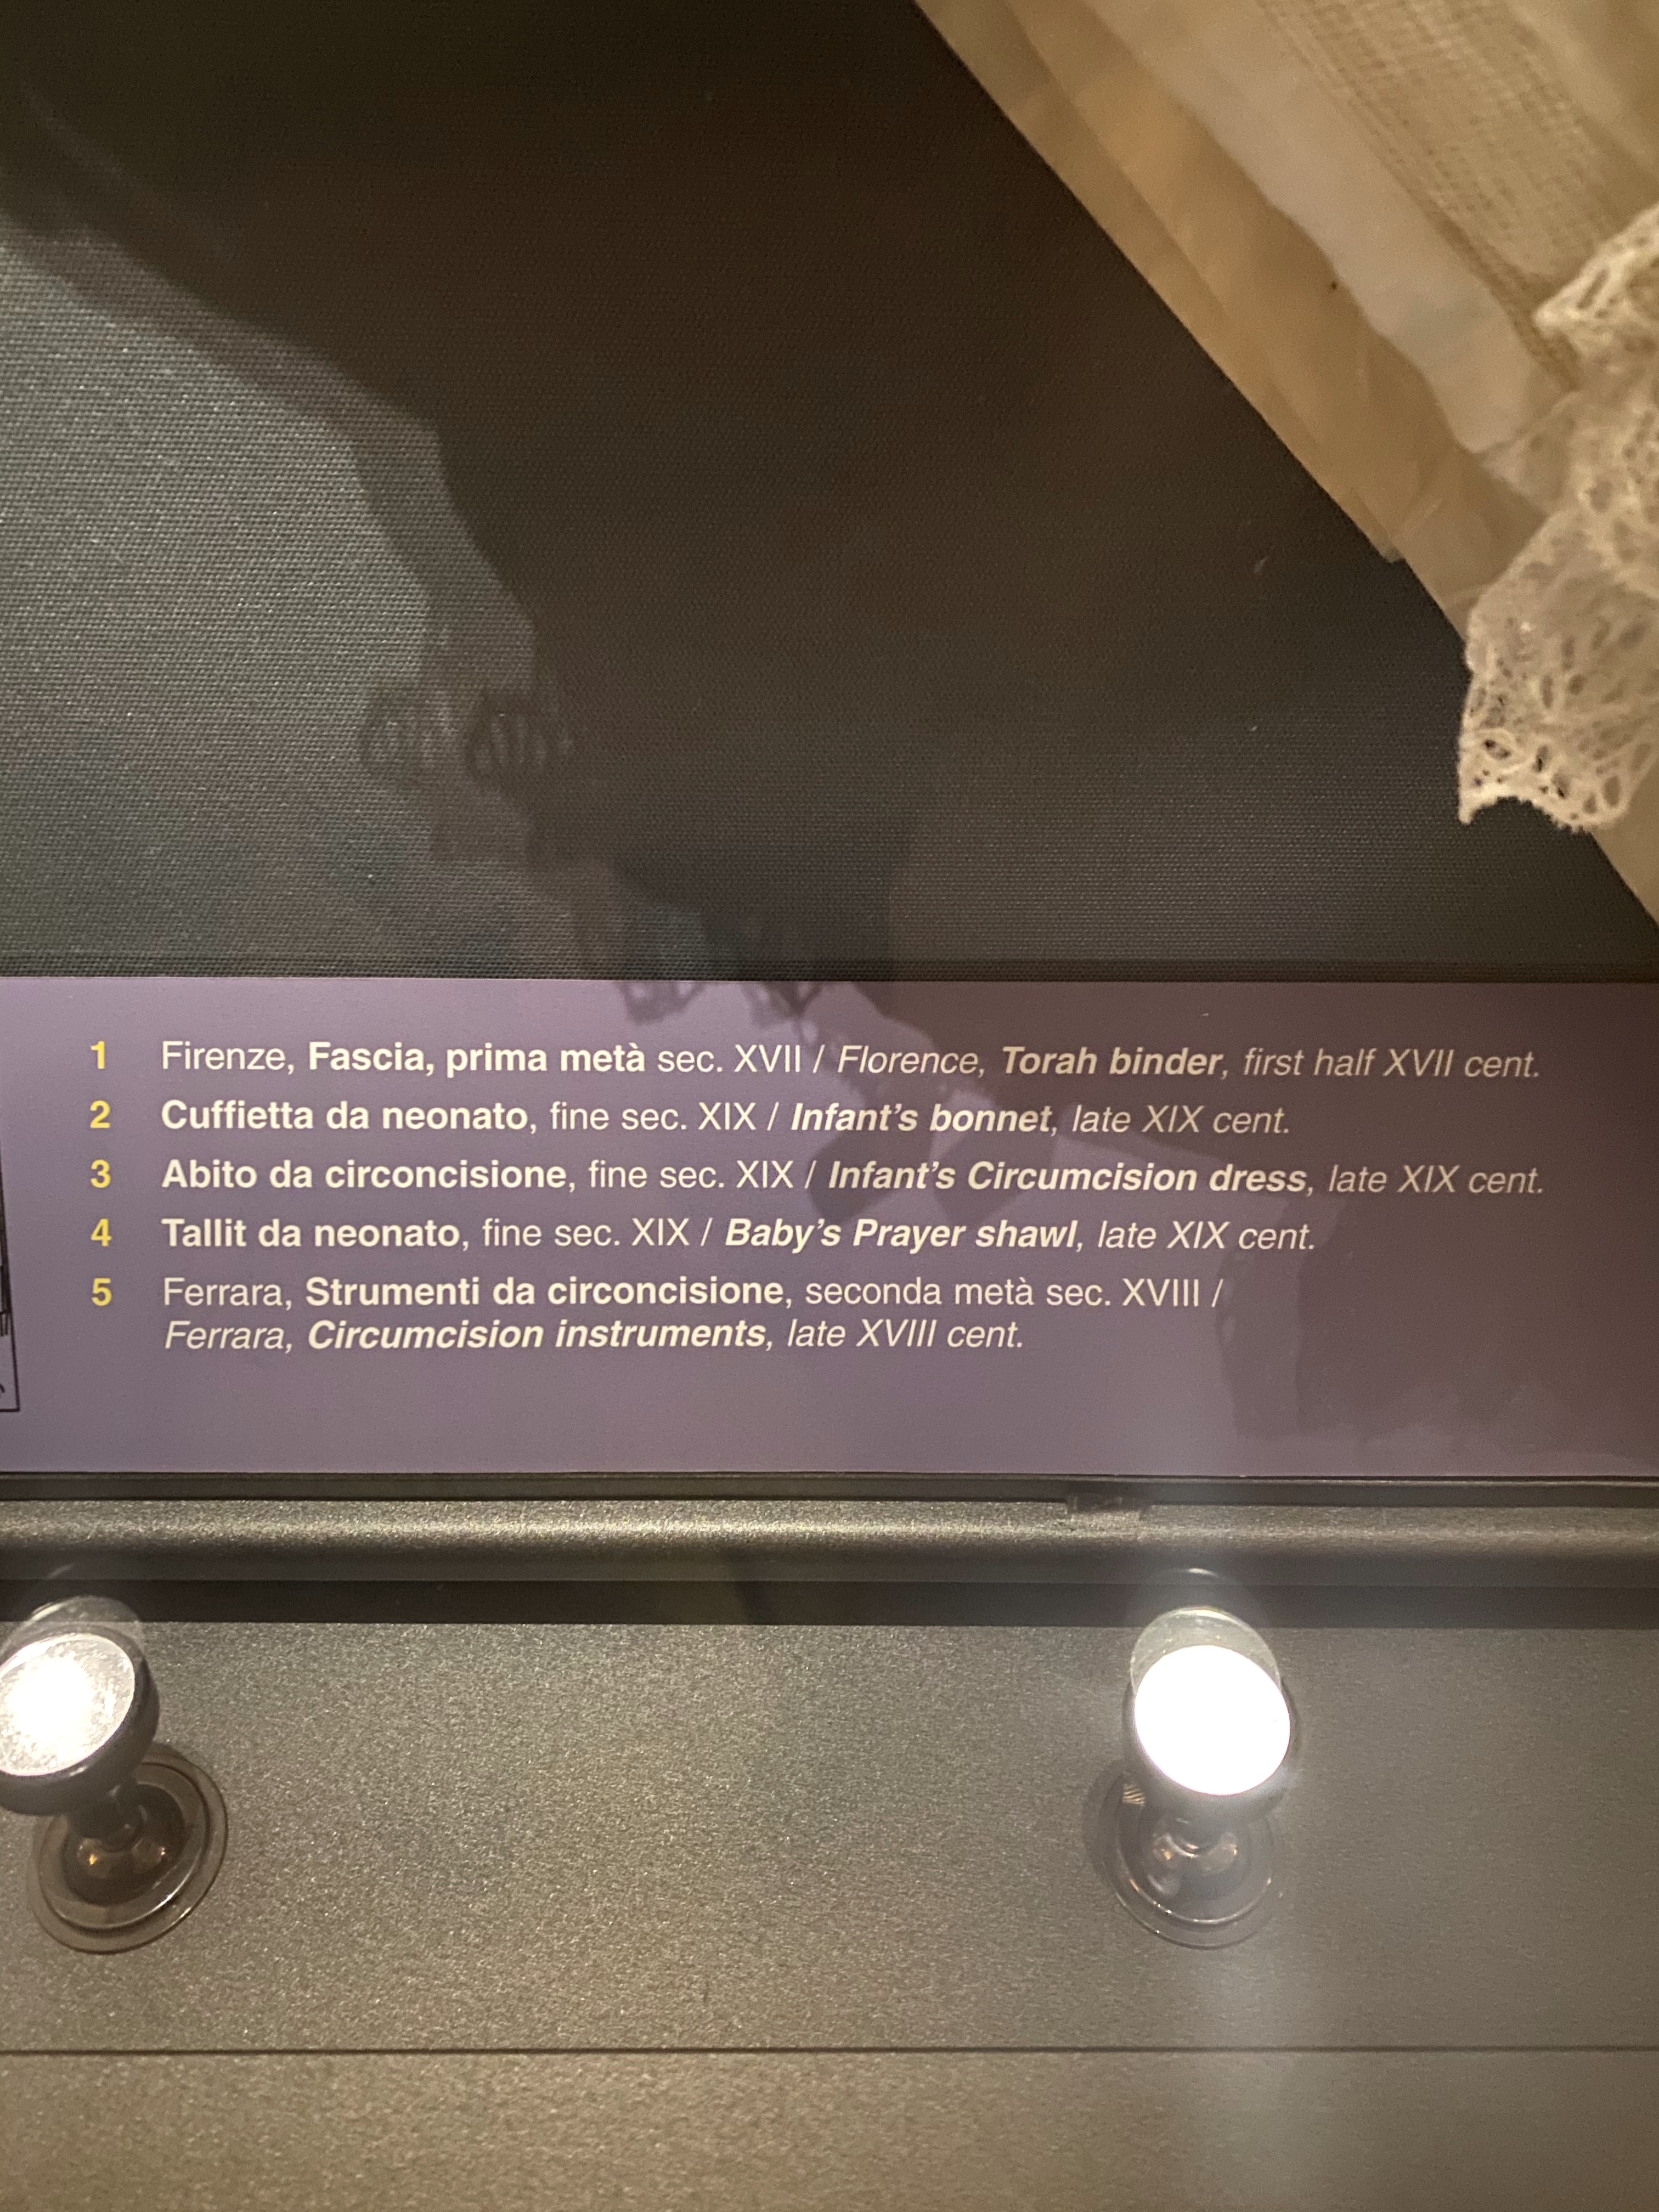 1 Firenze, Fascia, prima metà sec. XVII / Florence, Torah binder, first half XVII cent.
2 Cuffietta da neonato, fine sec. XIX / Infant's bonnet, late XIX cent.
3 Abito da circoncisione, fine sec. XIX / Infant's Circumcision dress, late XIX cent.
4 Tallit da neonato, fine sec. XIX / Baby's Prayer shawl, late XIX cent.
5 Ferrara, Strumenti da circoncisione, seconda metà sec. XVIII /
Ferrara, Circumcision instruments, late XVIII cent.